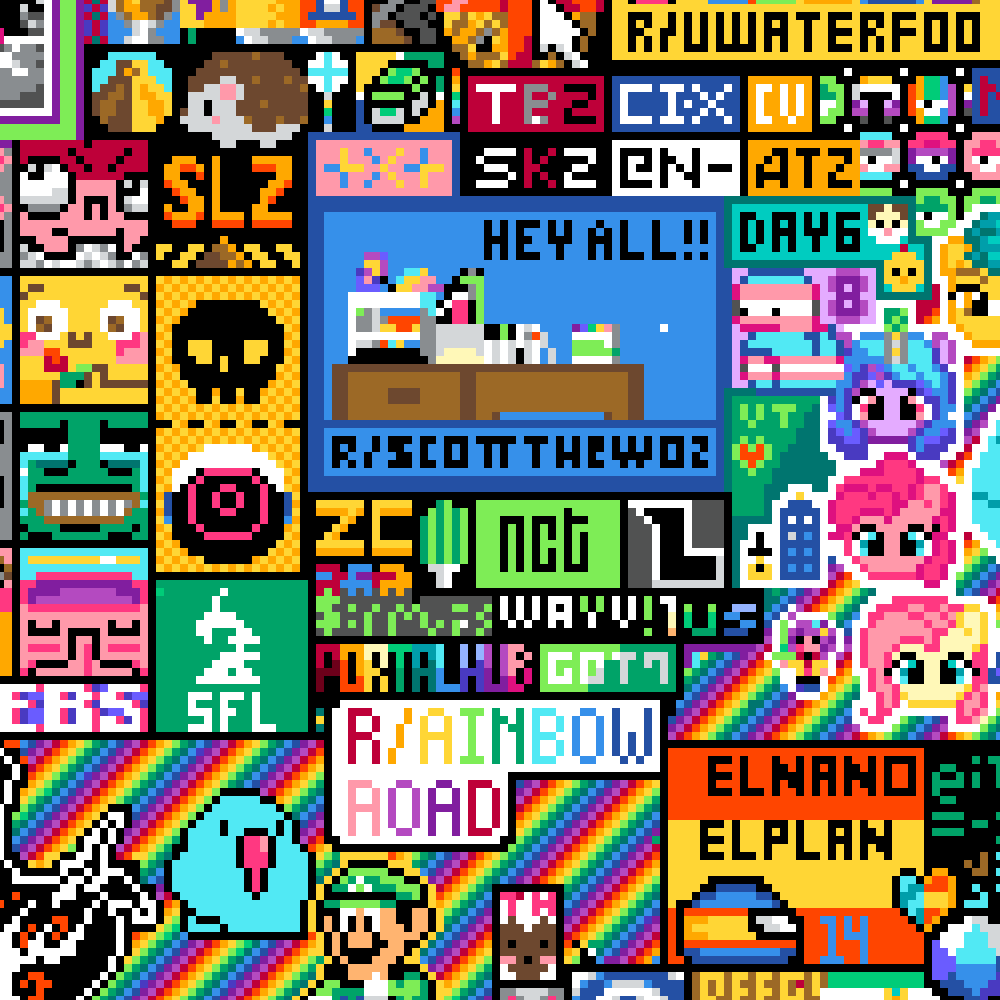 R/UWATERFOO
TBZ
CIX
SKZ
EN-
ATZ
SLZ
HEY ALL!!
DAY6
8
R/SCOTTTHEWOZ
ZC
nct
WAYV!
GOT7
SFL
R/AINBOW
ROAD
ELNANO
ELPLAN
14